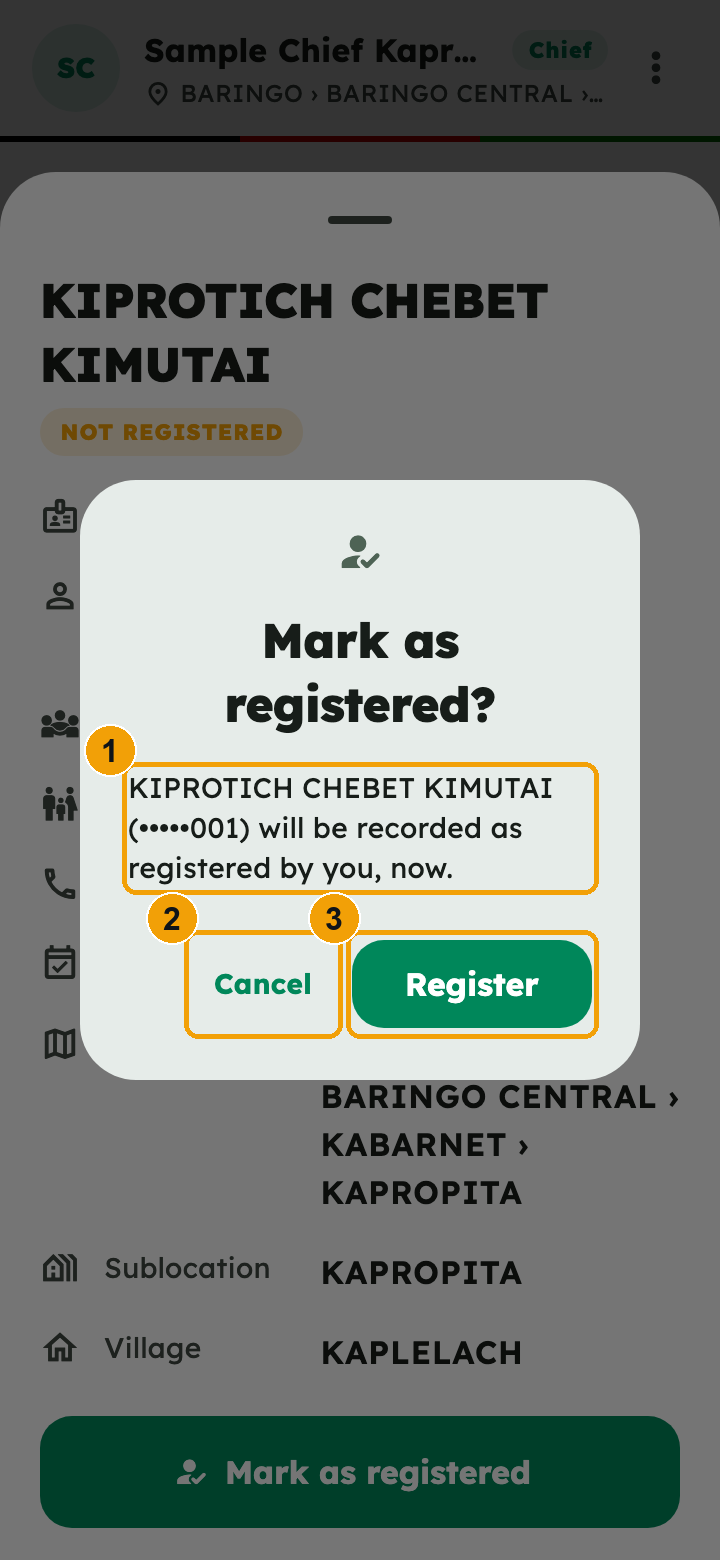 SC
Sample Chief Kapr...
Chief
BARINGO › BARINGO CENTRAL ›...
KIPROTICH CHEBET
KIMUTAI
NOT REGISTERED
Mark as
registered?
1
KIPROTICH CHEBET KIMUTAI
(•••••001) will be recorded as
registered by you, now.
2
3
Cancel
Register
BARINGO CENTRAL ›
KABARNET ›
KAPROPITA
Sublocation
KAPROPITA
Village
KAPLELACH
Mark as registered